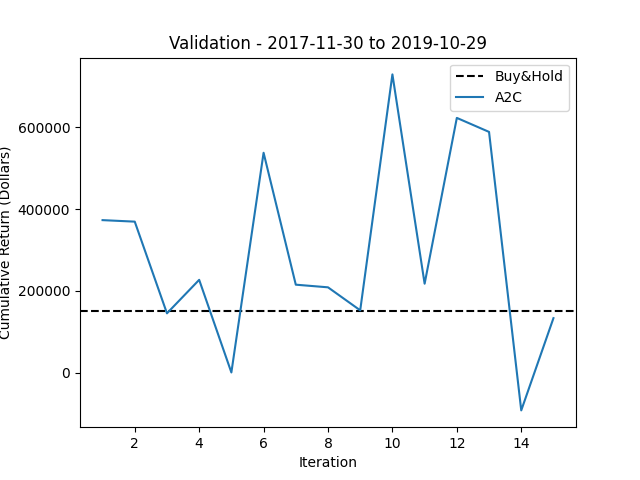 Validation - 2017-11-30 to 2019-10-29
Buy&Hold
A2C
Cumulative Return (Dollars)
600000
400000
200000
0
2 4 6 8 10 12 14
Iteration